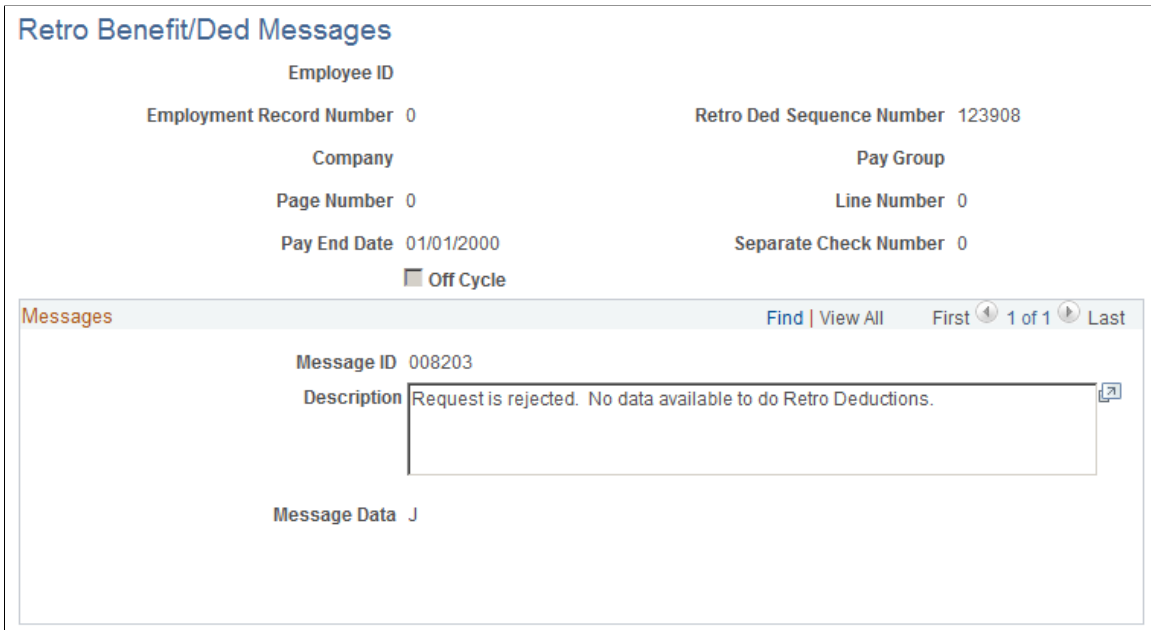 Retro Benefit/Ded Messages
Employee ID
Employment Record Number 0 Retro Ded Sequence Number 123908
Company Pay Group
Page Number 0 Line Number 0
Pay End Date 01/01/2000 Separate Check Number 0
Off Cycle
Messages Find | View All First 1 of 1 Last
Message ID 008203
Description Request is rejected.  No data available to do Retro Deductions.
Message Data J